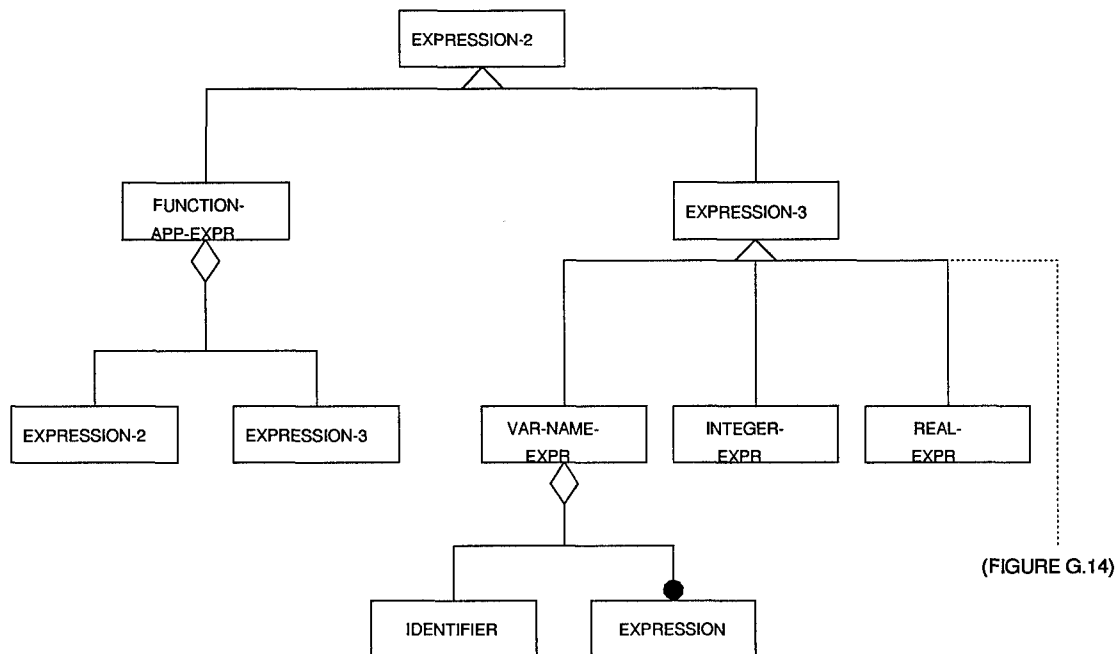 EXPRESSION-2
FUNCTION-
APP-EXPR
EXPRESSION-3
EXPRESSION-2
EXPRESSION-3
VAR-NAME-
EXPR
INTEGER-
EXPR
REAL-
EXPR
(FIGURE G.14)
IDENTIFIER
EXPRESSION